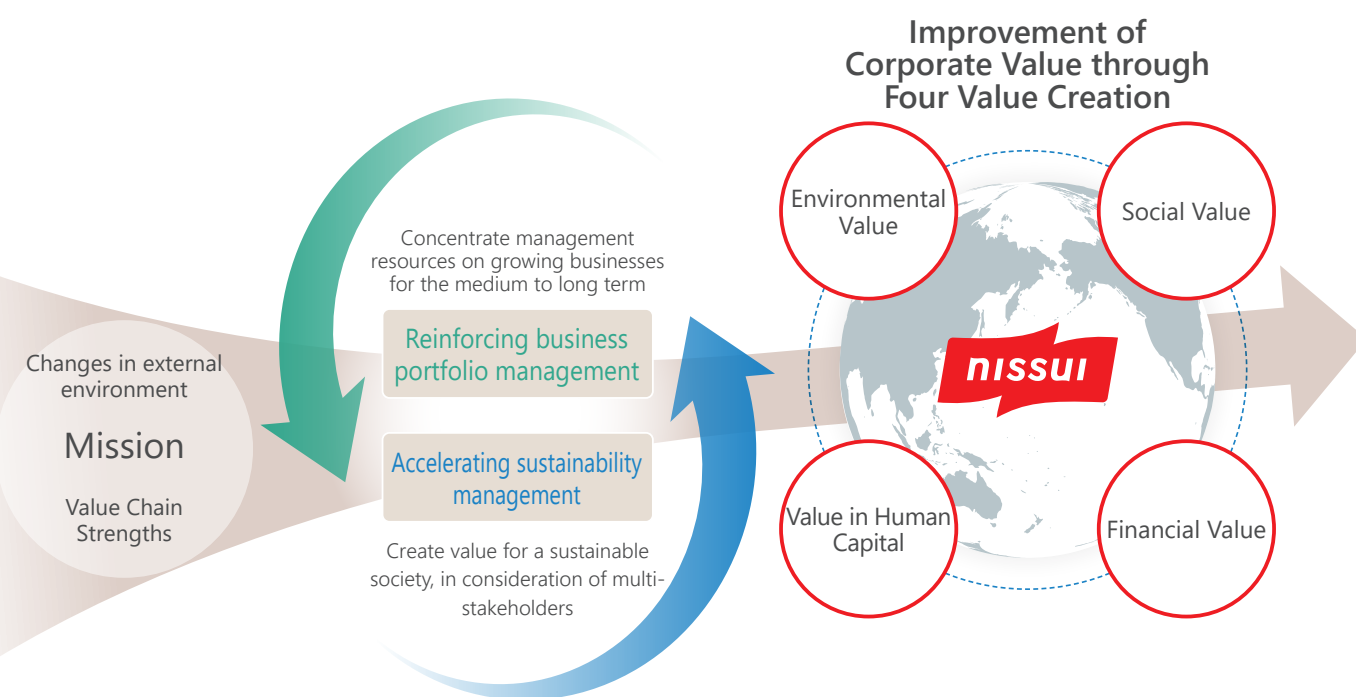 Improvement of
Corporate Value through
Four Value Creation
Changes in external
environment
Mission
Value Chain
Strengths
Concentrate management
resources on growing businesses
for the medium to long term
Reinforcing business
portfolio management
Accelerating sustainability
management
Create value for a sustainable
society, in consideration of multi-
stakeholders
Environmental
Value
Social Value
nissui
Value in Human
Capital
Financial Value